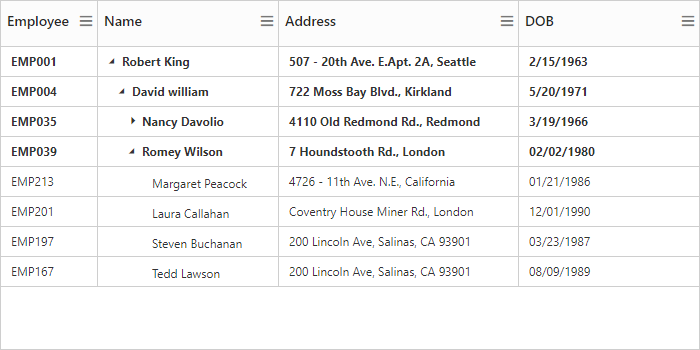 Employee Name Address DOB
EMP001 Robert King 507 - 20th Ave. E.Apt. 2A, Seattle 2/15/1963
EMP004 David william 722 Moss Bay Blvd., Kirkland 5/20/1971
EMP035 Nancy Davolio 4110 Old Redmond Rd., Redmond 3/19/1966
EMP039 Romey Wilson 7 Houndstooth Rd., London 02/02/1980
EMP213 Margaret Peacock 4726 - 11th Ave. N.E., California 01/21/1986
EMP201 Laura Callahan Coventry House Miner Rd., London 12/01/1990
EMP197 Steven Buchanan 200 Lincoln Ave, Salinas, CA 93901 03/23/1987
EMP167 Tedd Lawson 200 Lincoln Ave, Salinas, CA 93901 08/09/1989